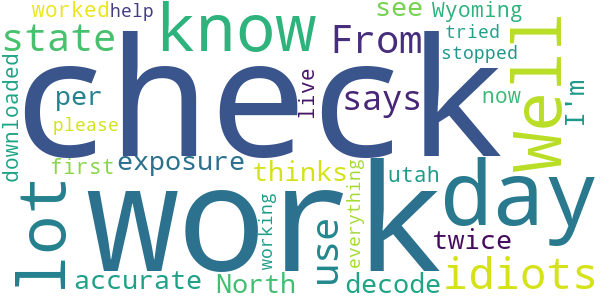 worked help
see Wyoming
state know From tried
stopped
check well
downloaded per live says now I'm
please
first exposure thinks utah
lot work day
everything
working use twice
accurate North decode idiots